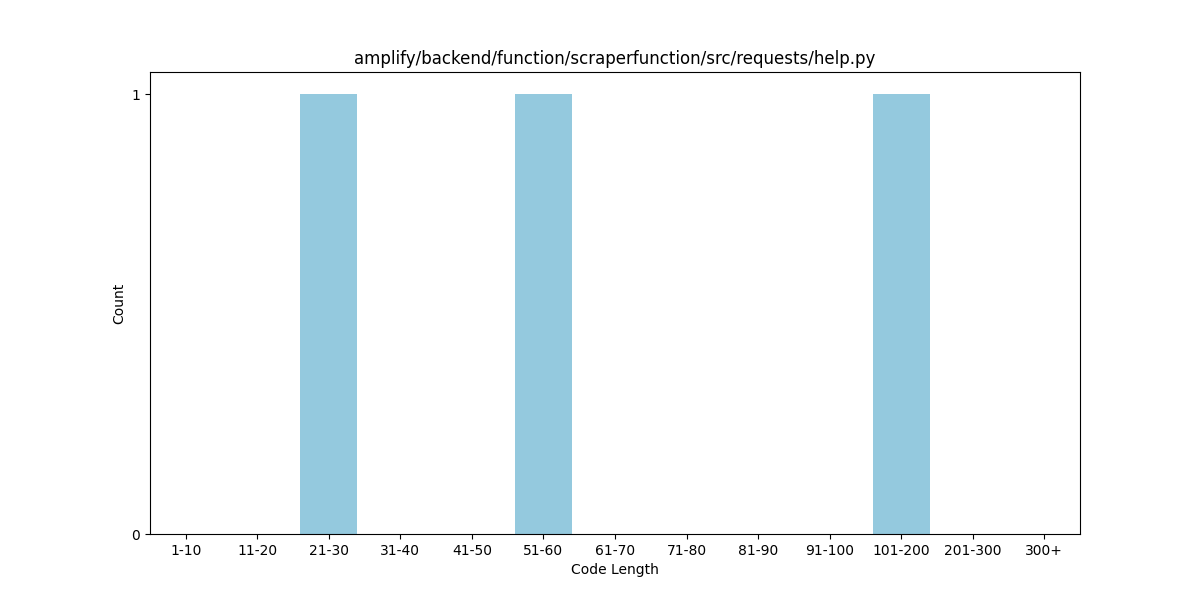 amplify/backend/function/scraperfunction/src/requests/help.py
1
Count
0
1-10 11-20 21-30 31-40 41-50 51-60 61-70 71-80 81-90 91-100 101-200 201-300 300+
Code Length